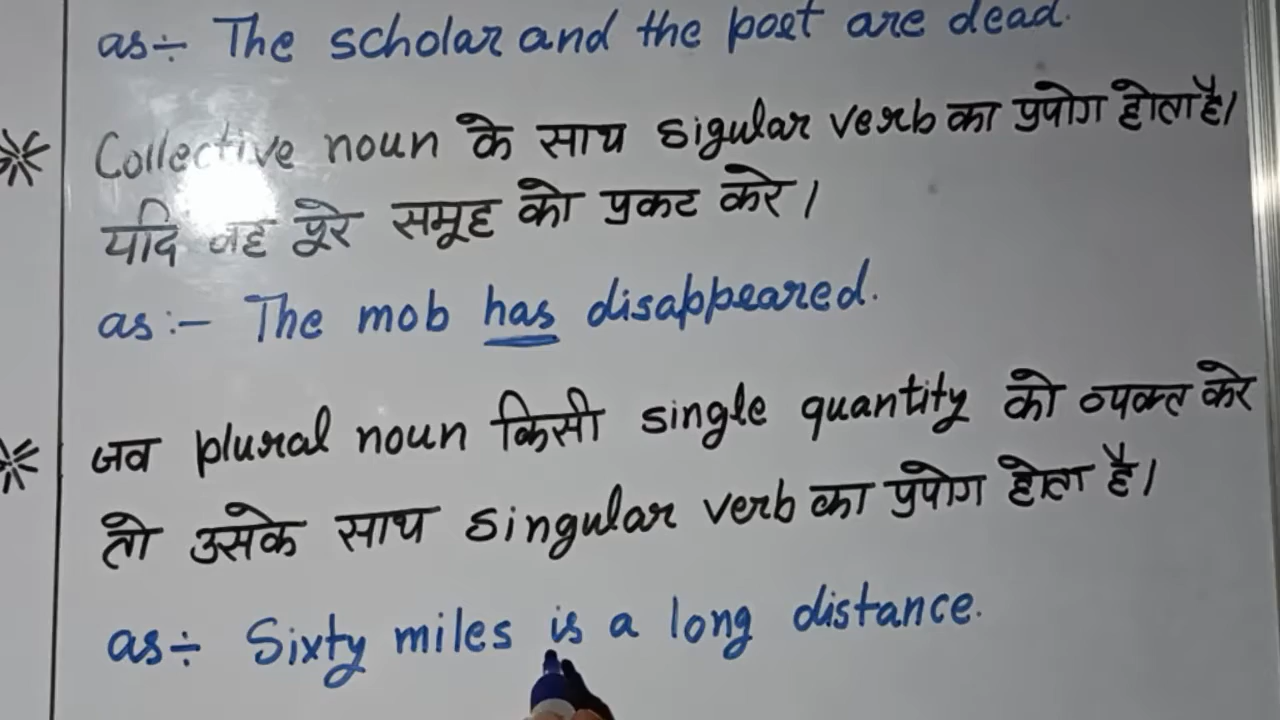 as÷ The scholar and the poet are dead.
Collective noun के साथ sigular verb का प्रयोग होता है।
यदि वह पूरे समूह को प्रकट करे।
as:- The mob has disappeared.
जब plural noun किसी single quantity को व्यक्त करे
तो उसके साथ singular verb का प्रयोग होता है।
as÷ Sixty miles is a long distance.